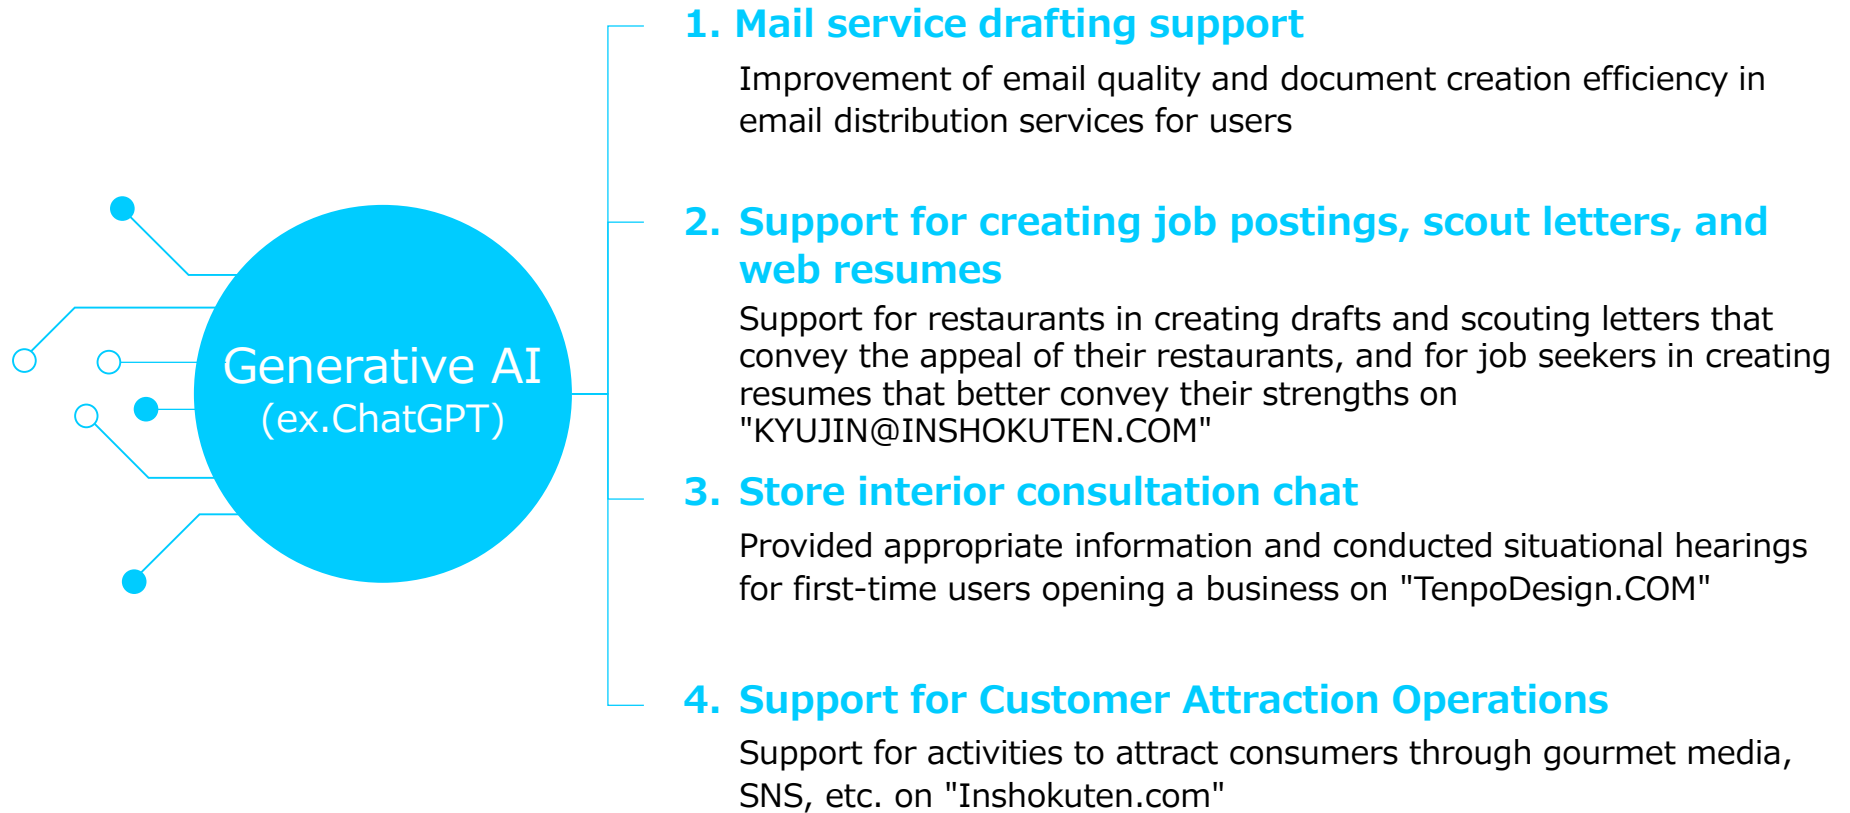 Generative AI
(ex.ChatGPT)
1. Mail service drafting support
Improvement of email quality and document creation efficiency in
email distribution services for users
2. Support for creating job postings, scout letters, and
web resumes
Support for restaurants in creating drafts and scouting letters that
convey the appeal of their restaurants, and for job seekers in creating
resumes that better convey their strengths on
"KYUJIN@INSHOKUTEN.COM"
3. Store interior consultation chat
Provided appropriate information and conducted situational hearings
for first-time users opening a business on "TenpoDesign.COM"
4. Support for Customer Attraction Operations
Support for activities to attract consumers through gourmet media,
SNS, etc. on "Inshokuten.com"